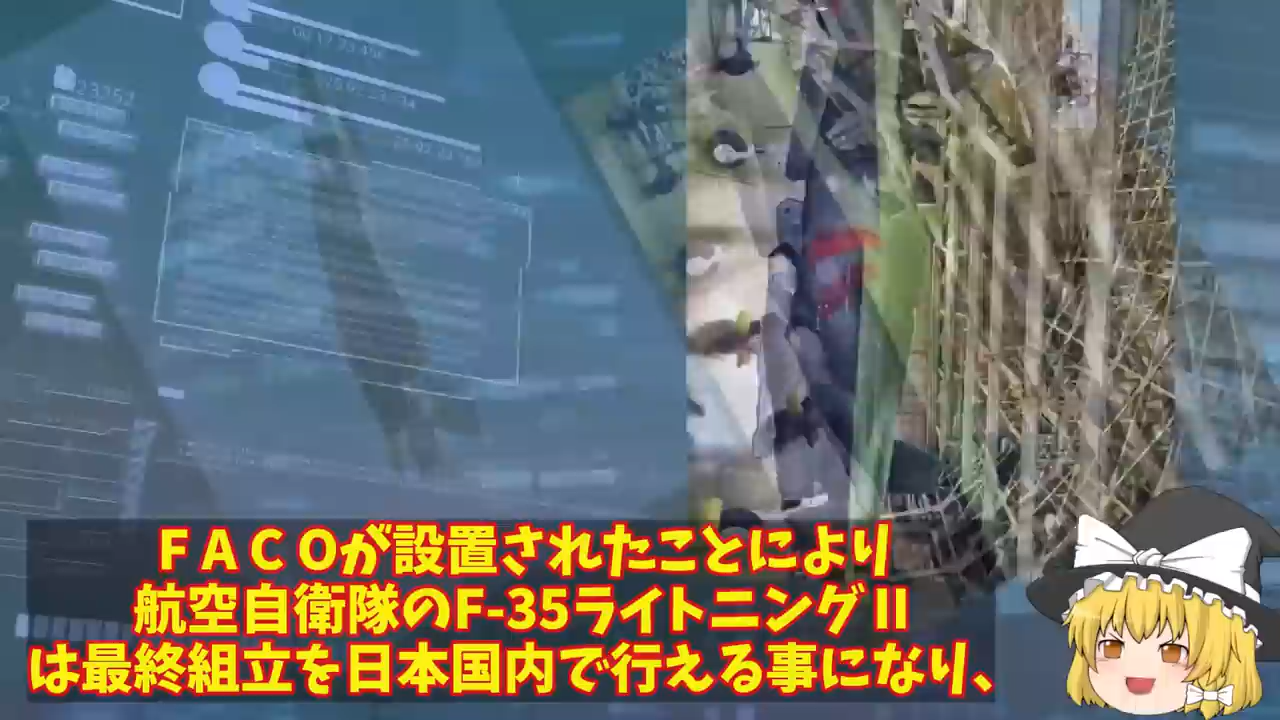 ＦＡＣＯが設置されたことにより
航空自衛隊のF-35ライトニングⅡ
は最終組立を日本国内で行える事になり、